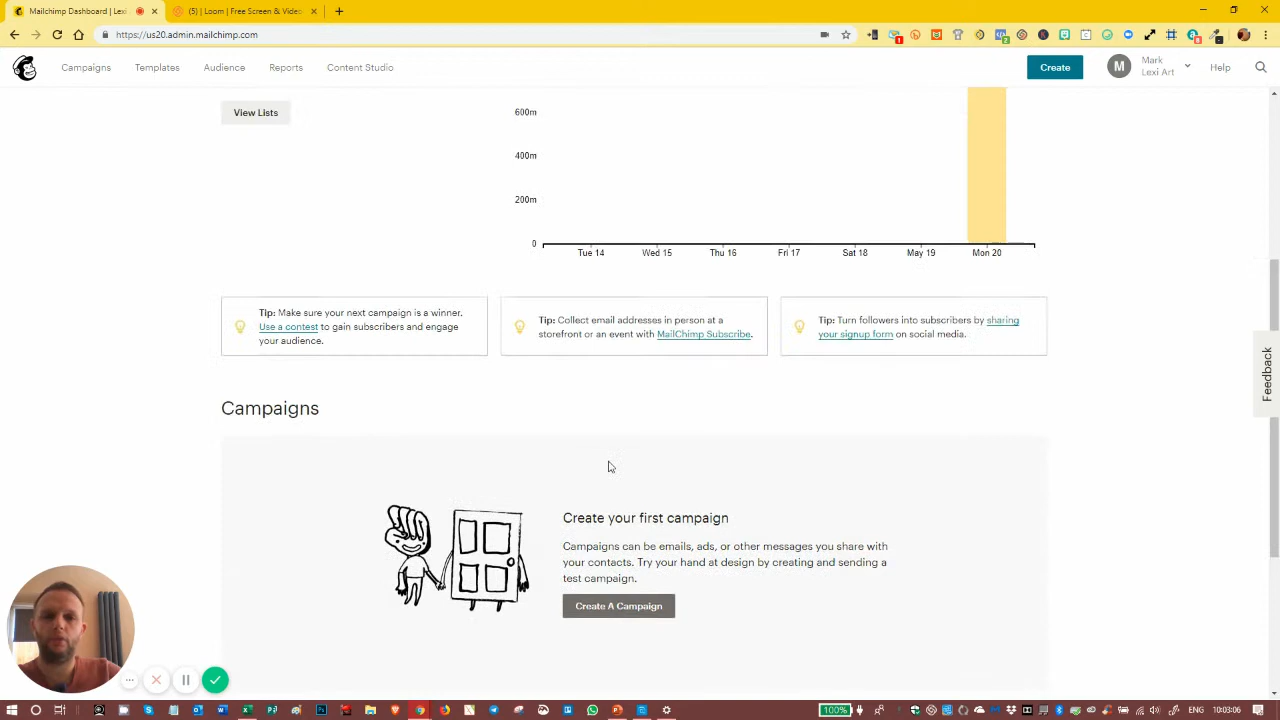 Mailchimp Dashboard | Lexi
(5) | Loom | Free Screen & Video
https://us20.admin.mailchimp.com
Campaigns
Templates
Audience
Reports
Content Studio
Create
M
Mark
Lexi Art
Help
View Lists
600m
400m
200m
0
Tue 14
Wed 15
Thu 16
Fri 17
Sat 18
May 19
Mon 20
Tip: Make sure your next campaign is a winner.
Use a contest to gain subscribers and engage
your audience.
Tip: Collect email addresses in person at a
storefront or an event with MailChimp Subscribe.
Tip: Turn followers into subscribers by sharing
your signup form on social media.
Feedback
Campaigns
Create your first campaign
Campaigns can be emails, ads, or other messages you share with
your contacts. Try your hand at design by creating and sending a
test campaign.
Create A Campaign
100%
ENG
10:03:06